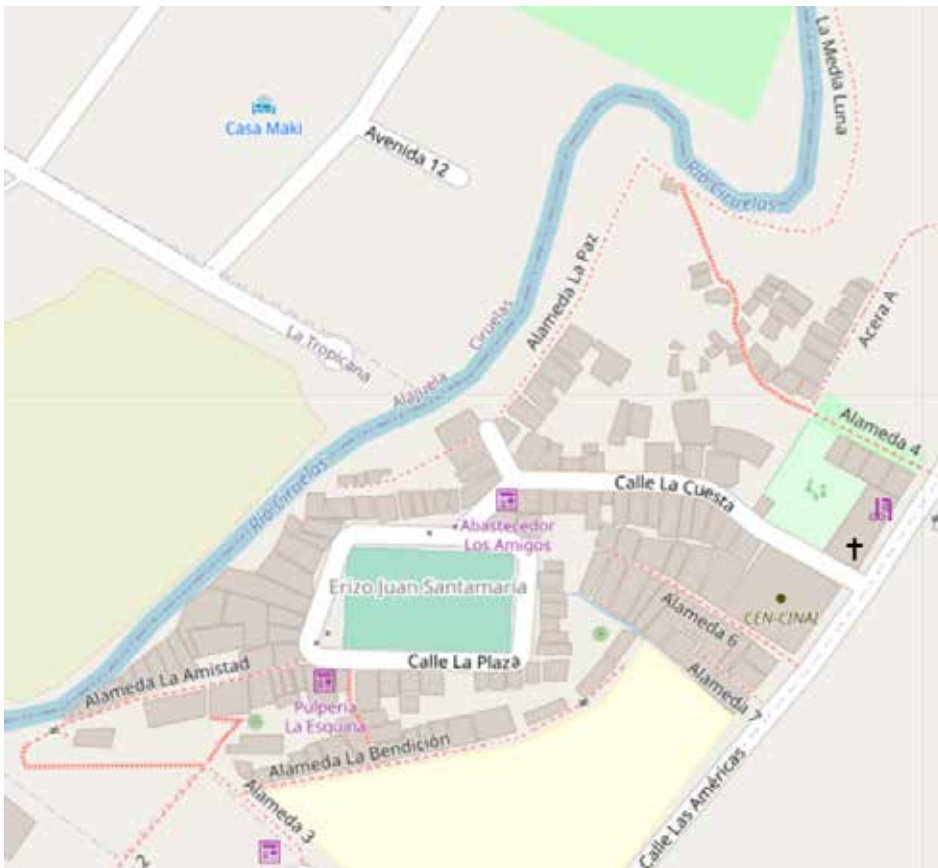 La Media Luna
Casa Maki
Avenida 12
Río Ciruelas
Alameda La Paz
Acera A
Ciruelas
La Tropicana
Alajuela
Alameda 4
Río Ciruelas
Calle La Cuesta
Abastecedor
Los Amigos
Erizo Juan Santamaría
CEN-CINAI
Alameda 6
Calle La Plaza
Alameda La Amistad
Alameda 7
Pulpería
La Esquina
Alameda La Bendición
Calle Las Américas
Alameda 3
2